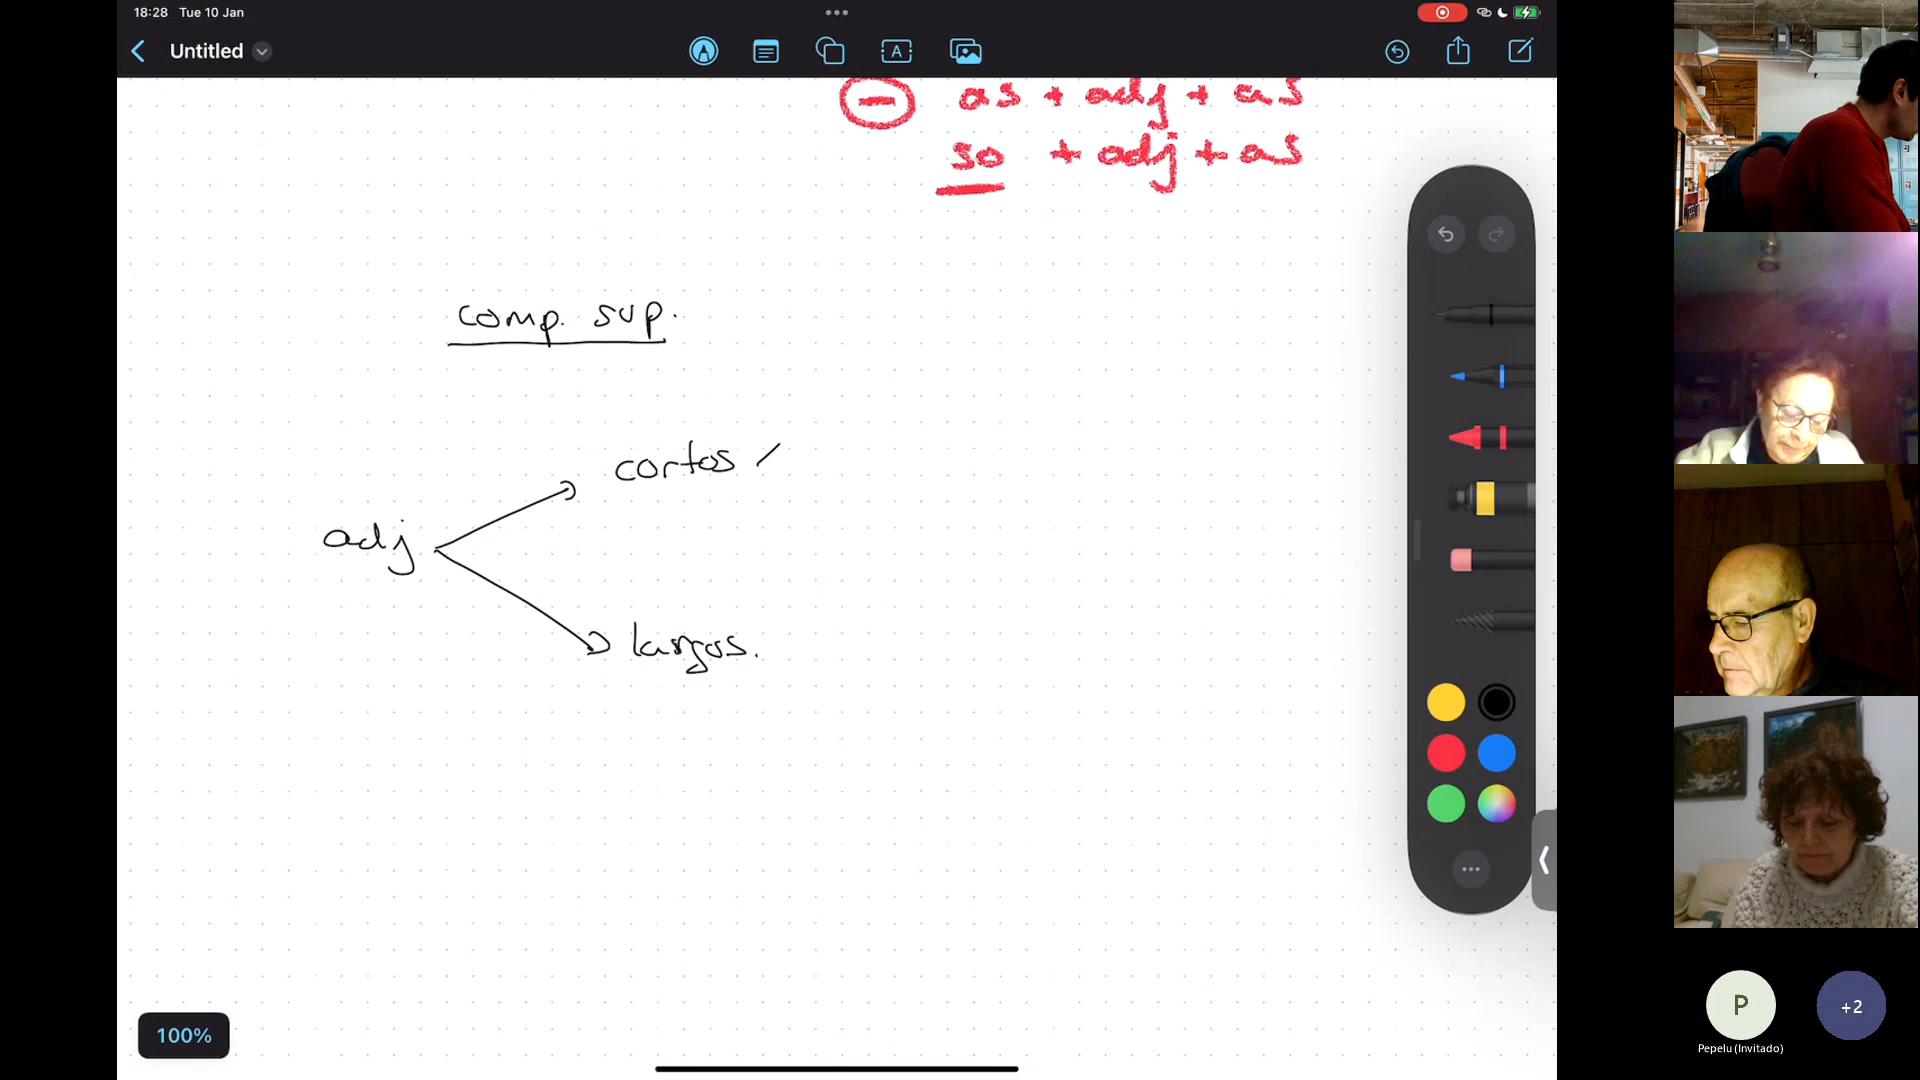 18:28 Tue 10 Jan
Untitled
A
as + adj + as
so + adj + as
comp. sup.
cortos /
adj
largos.
100%
P
+2
Pepelu (Invitado)